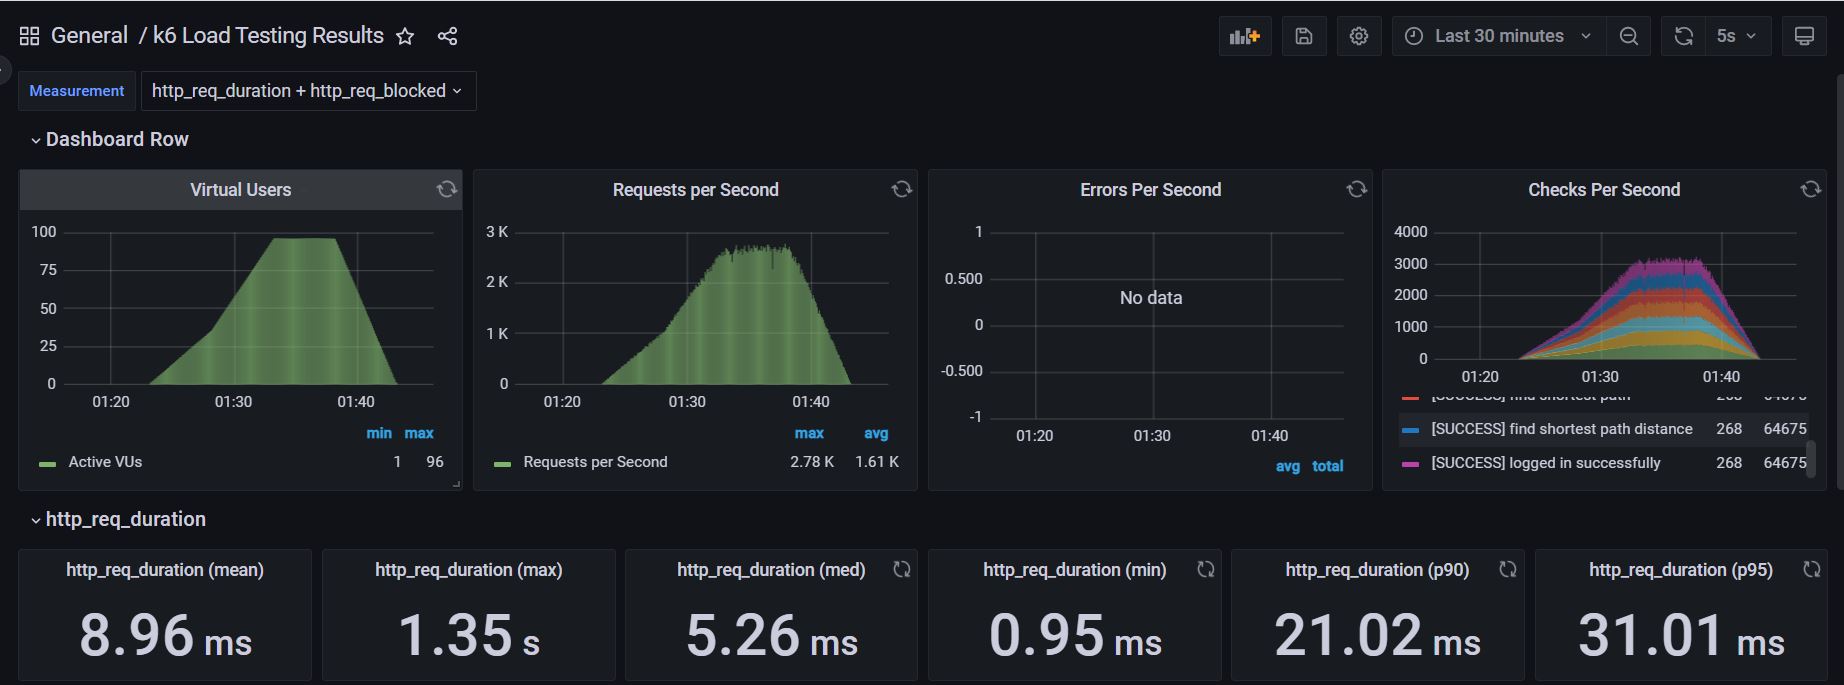 General / k6 Load Testing Results
Last 30 minutes
5s
Measurement http_req_duration + http_req_blocked
Dashboard Row
Virtual Users
100
75
50
25
0
01:20 01:30 01:40
min max
Active VUs 1 96
Requests per Second
3 K
2 K
1 K
0
01:20 01:30 01:40
max avg
Requests per Second 2.78 K 1.61 K
Errors Per Second
1
0.500
0
-0.500
-1
No data
01:20 01:30 01:40
avg total
Checks Per Second
4000
3000
2000
1000
0
01:20 01:30 01:40
[SUCCESS] find shortest path 268 64675
[SUCCESS] find shortest path distance 268 64675
[SUCCESS] logged in successfully 268 64675
http_req_duration
http_req_duration (mean)
8.96 ms
http_req_duration (max)
1.35 s
http_req_duration (med)
5.26 ms
http_req_duration (min)
0.95 ms
http_req_duration (p90)
21.02 ms
http_req_duration (p95)
31.01 ms